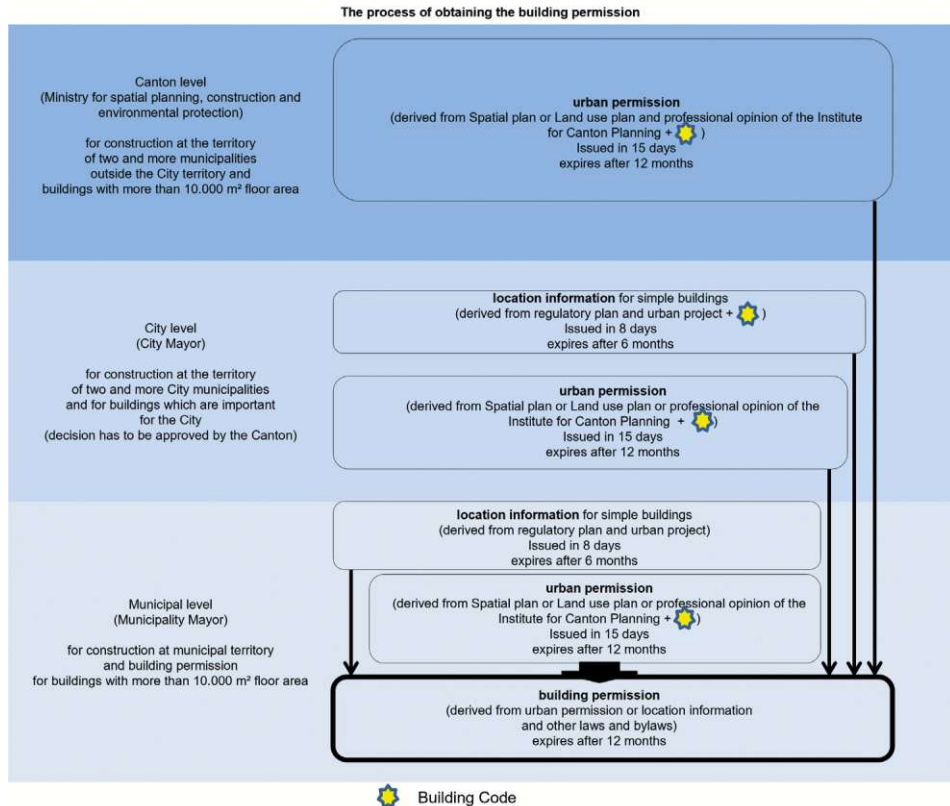 The process of obtaining the building permission
Canton level
(Ministry for spatial planning, construction and
environmental protection)
for construction at the territory
of two and more municipalities
outside the City territory and
buildings with more than 10.000 m² floor area
urban permission
(derived from Spatial plan or Land use plan and professional opinion of the Institute
for Canton Planning + )
Issued in 15 days
expires after 12 months
City level
(City Mayor)
for construction at the territory
of two and more City municipalities
and for buildings which are important
for the City
(decision has to be approved by the Canton)
location information for simple buildings
(derived from regulatory plan and urban project + )
Issued in 8 days
expires after 6 months
urban permission
(derived from Spatial plan or Land use plan or professional opinion of the
Institute for Canton Planning + )
Issued in 15 days
expires after 12 months
Municipal level
(Municipality Mayor)
for construction at municipal territory
and building permission
for buildings with more than 10.000 m² floor area
location information for simple buildings
(derived from regulatory plan and urban project)
Issued in 8 days
expires after 6 months
urban permission
(derived from Spatial plan or Land use plan or professional opinion of the
Institute for Canton Planning + )
Issued in 15 days
expires after 12 months
building permission
(derived from urban permission or location information
and other laws and bylaws)
expires after 12 months
Building Code